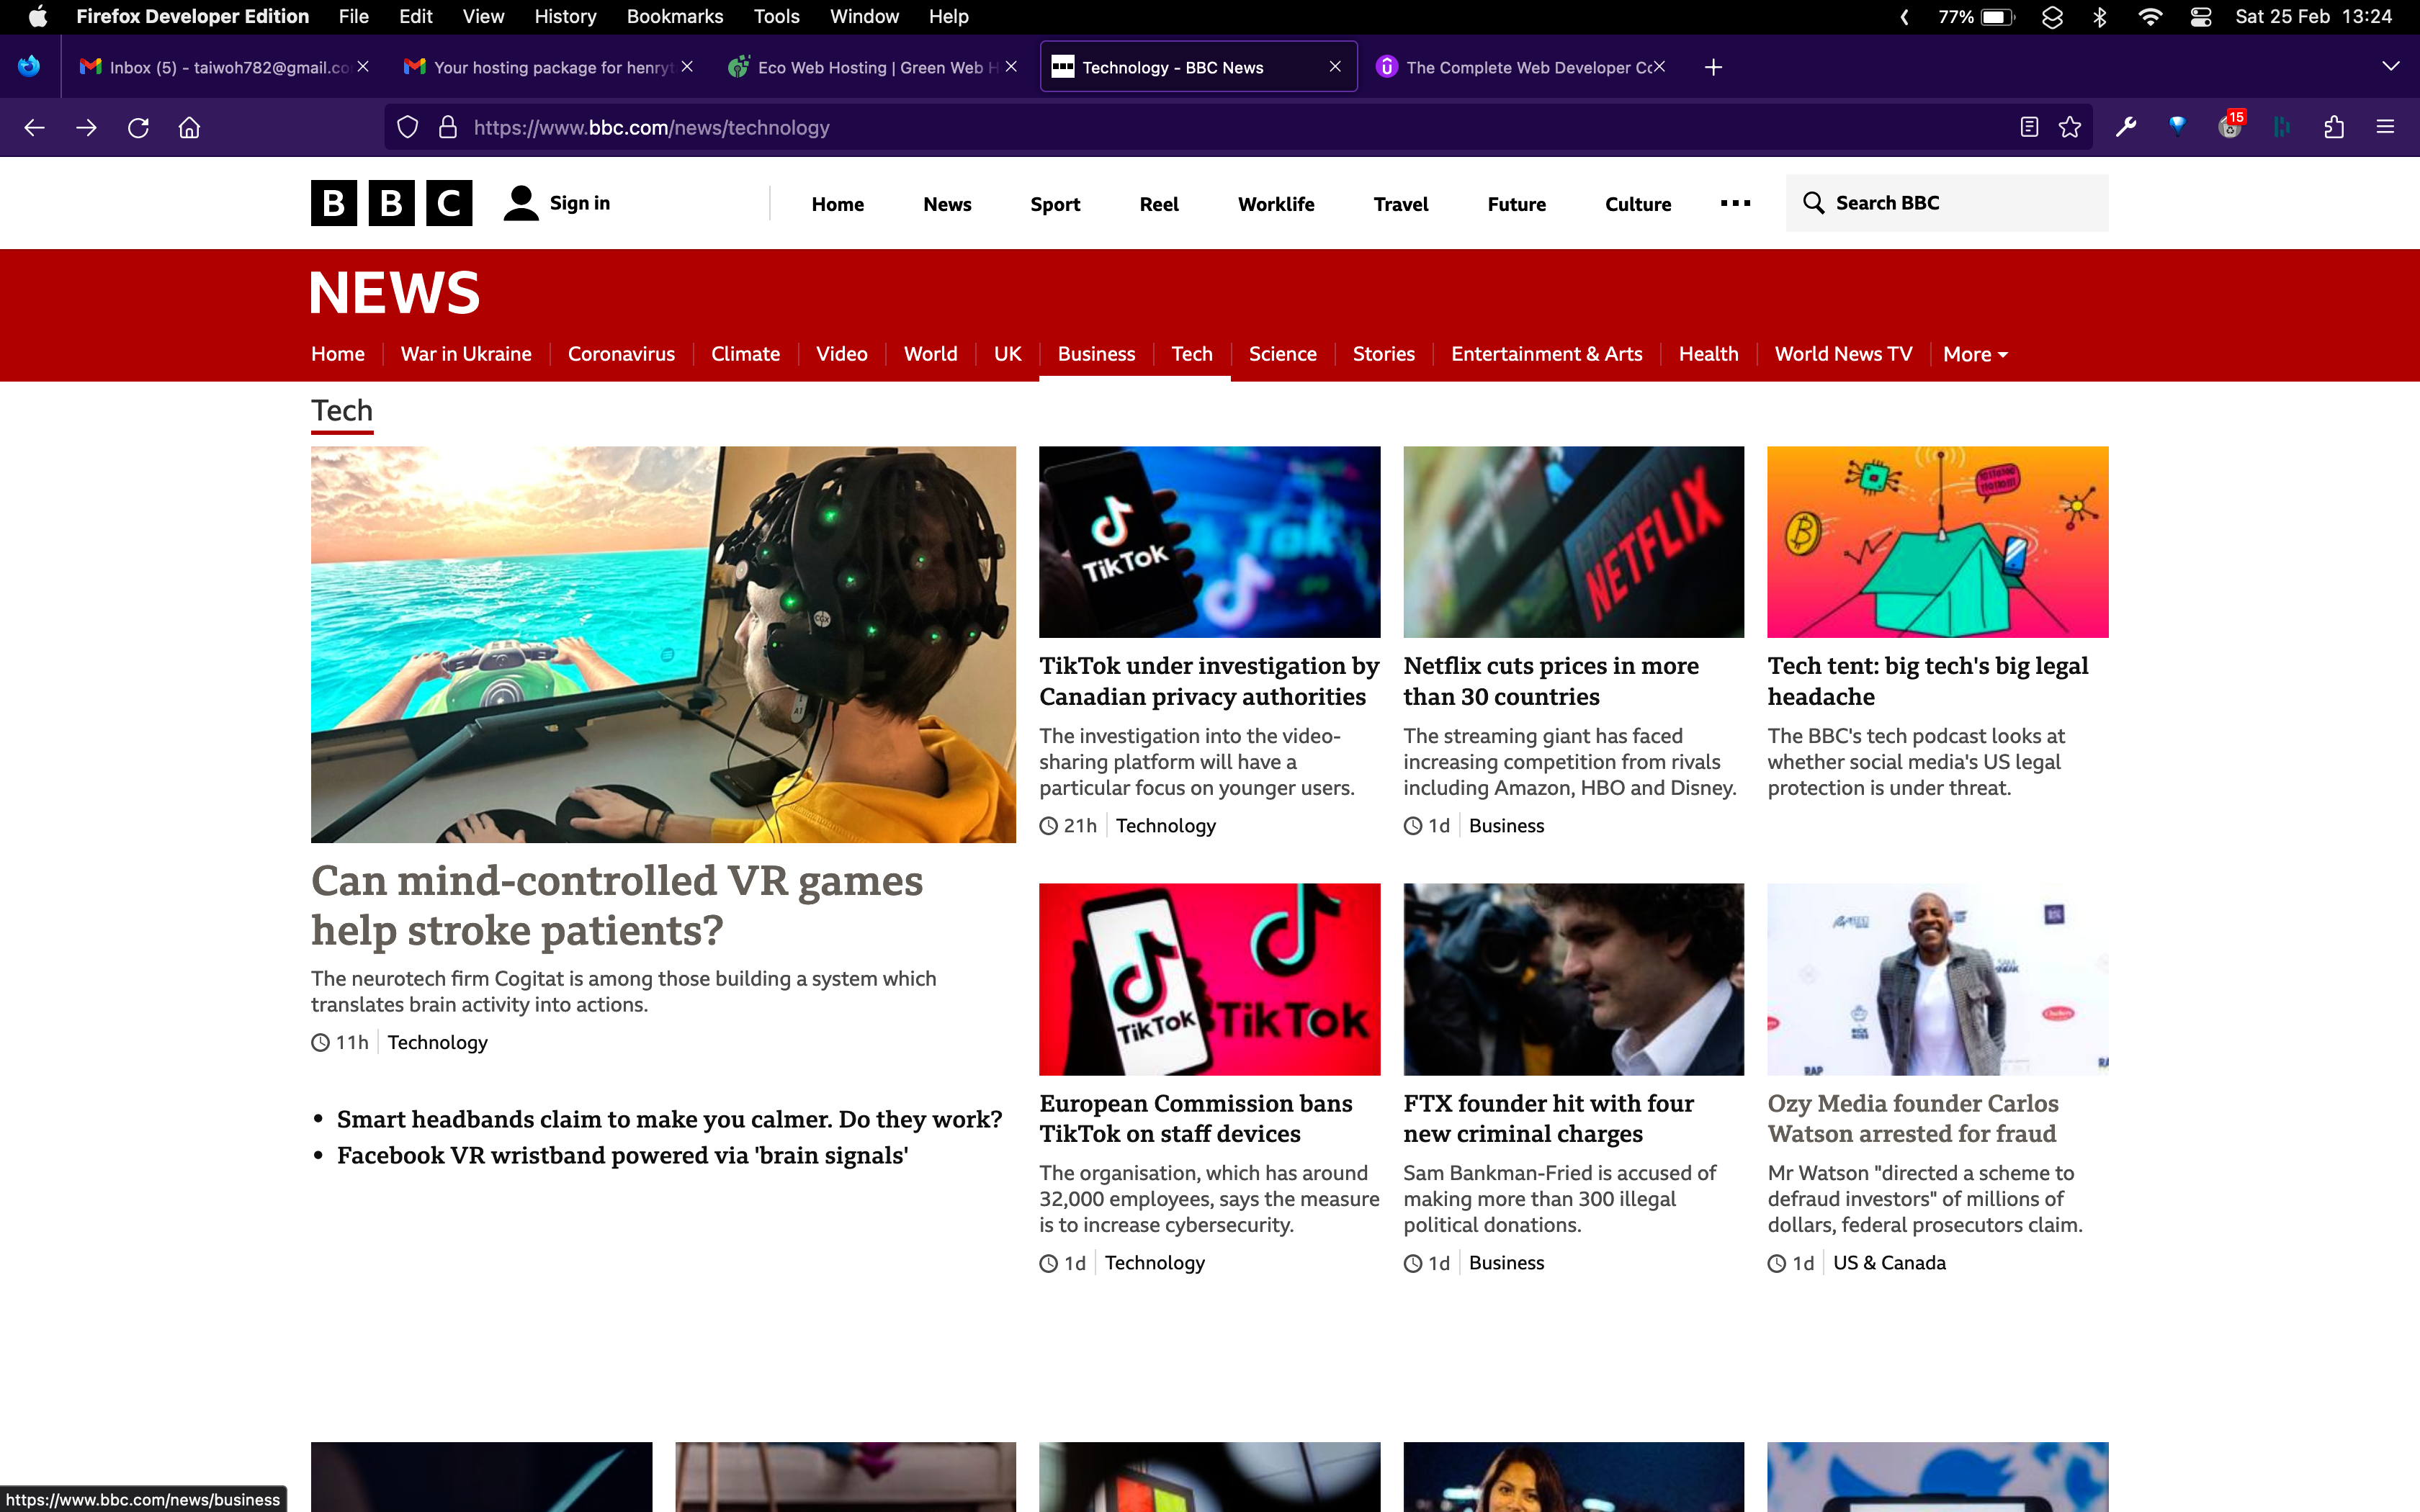 Firefox Developer Edition File Edit View History Bookmarks Tools Window Help 77% Sat 25 Feb 13:24
Inbox (5) - taiwoh782@gmail.co Your hosting package for henryt Eco Web Hosting | Green Web H Technology - BBC News The Complete Web Developer Co
https://www.bbc.com/news/technology 15
BBC Sign in Home News Sport Reel Worklife Travel Future Culture Search BBC
NEWS
Home War in Ukraine Coronavirus Climate Video World UK Business Tech Science Stories Entertainment & Arts Health World News TV More
Tech
TikTok
NETFLIX
Can mind-controlled VR games
help stroke patients?
The neurotech firm Cogitat is among those building a system which
translates brain activity into actions.
11h Technology
• Smart headbands claim to make you calmer. Do they work?
• Facebook VR wristband powered via 'brain signals'
TikTok under investigation by
Canadian privacy authorities
The investigation into the video-
sharing platform will have a
particular focus on younger users.
21h Technology
Netflix cuts prices in more
than 30 countries
The streaming giant has faced
increasing competition from rivals
including Amazon, HBO and Disney.
1d Business
Tech tent: big tech's big legal
headache
The BBC's tech podcast looks at
whether social media's US legal
protection is under threat.
TikTok TikTok
European Commission bans
TikTok on staff devices
The organisation, which has around
32,000 employees, says the measure
is to increase cybersecurity.
1d Technology
FTX founder hit with four
new criminal charges
Sam Bankman-Fried is accused of
making more than 300 illegal
political donations.
1d Business
Ozy Media founder Carlos
Watson arrested for fraud
Mr Watson "directed a scheme to
defraud investors" of millions of
dollars, federal prosecutors claim.
1d US & Canada
https://www.bbc.com/news/business